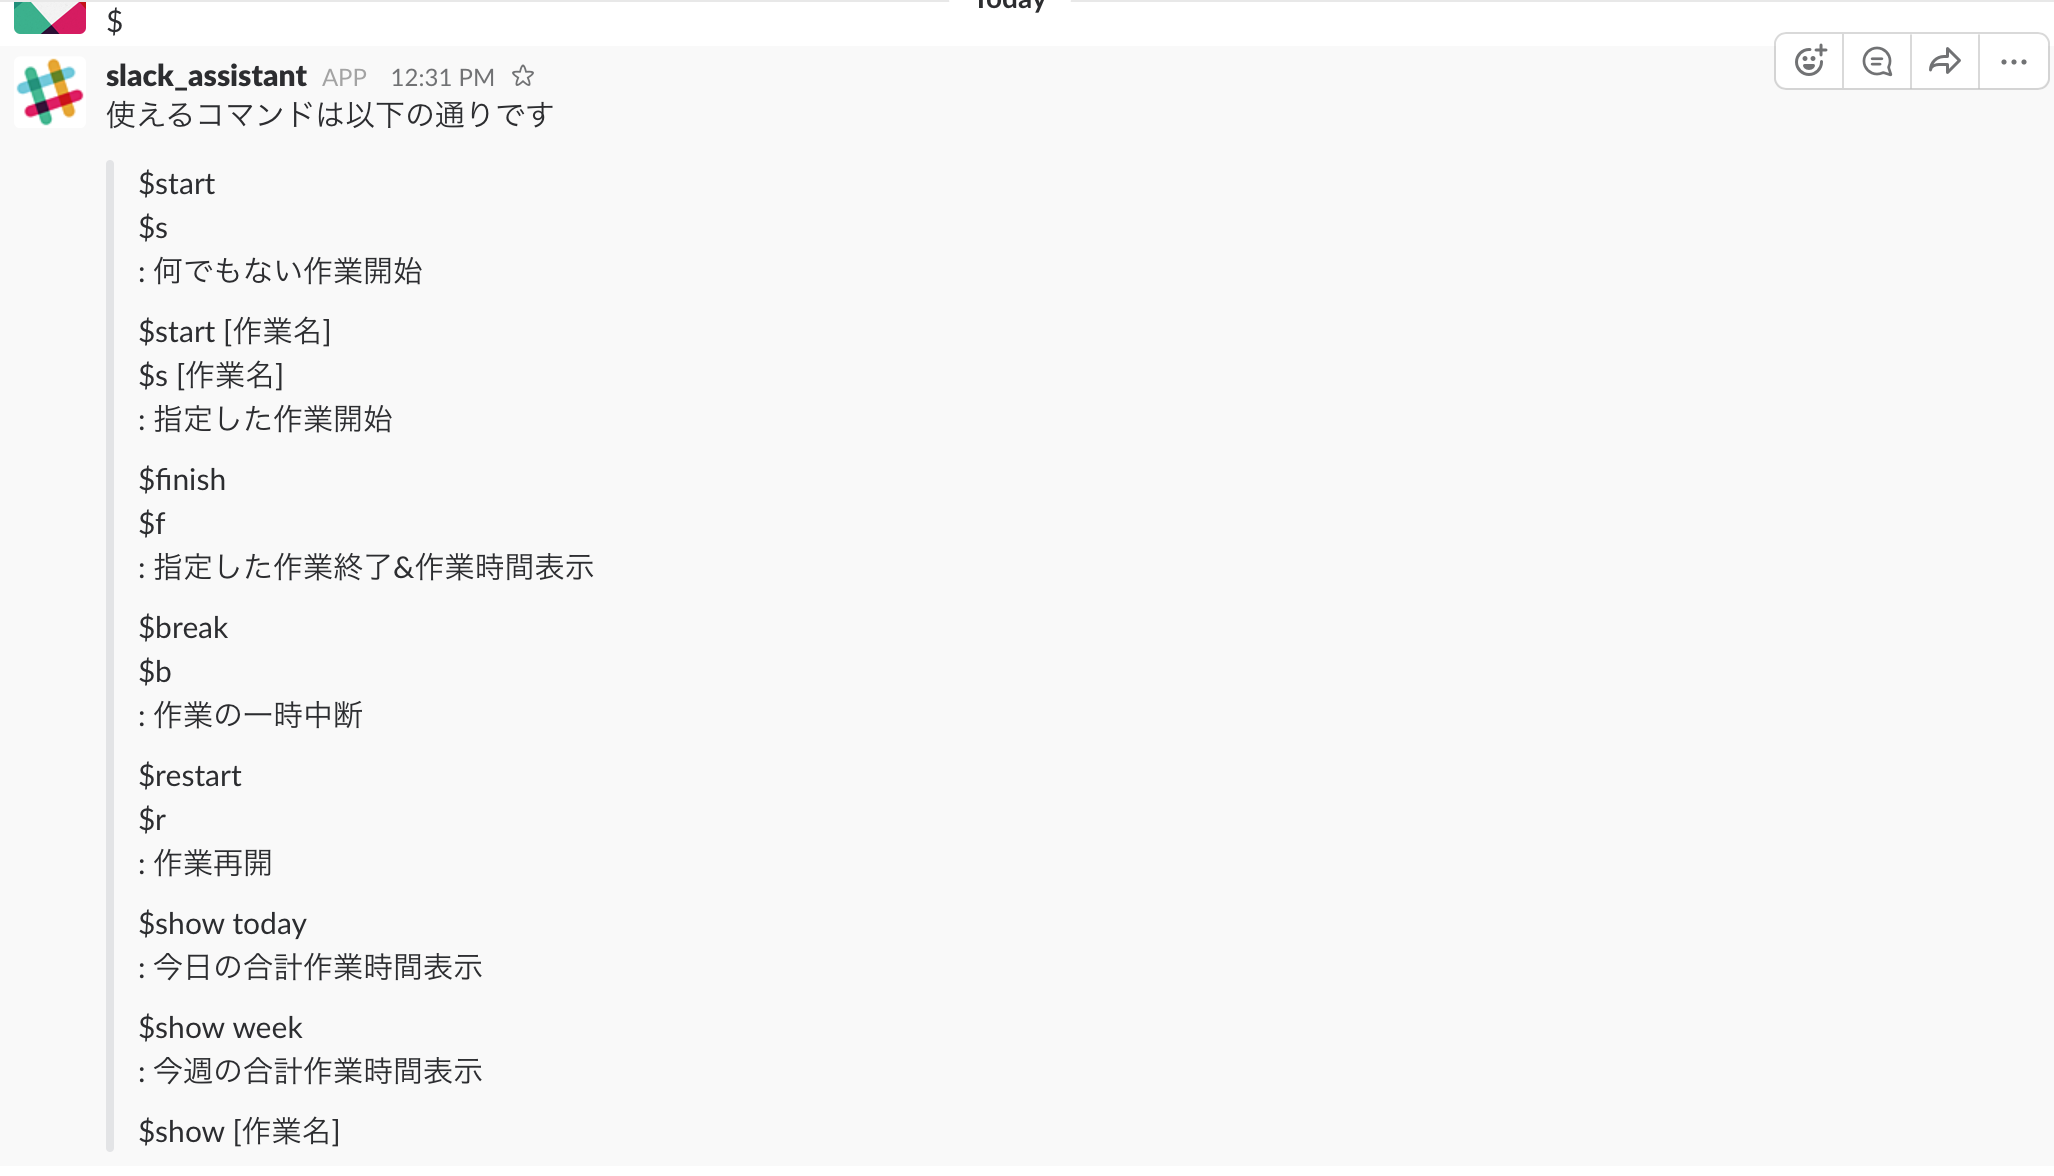 Today
$
slack_assistant APP 12:31 PM
使えるコマンドは以下の通りです
$start
$s
: 何でもない作業開始
$start [作業名]
$s [作業名]
: 指定した作業開始
$finish
$f
: 指定した作業終了&作業時間表示
$break
$b
: 作業の一時中断
$restart
$r
: 作業再開
$show today
: 今日の合計作業時間表示
$show week
: 今週の合計作業時間表示
$show [作業名]